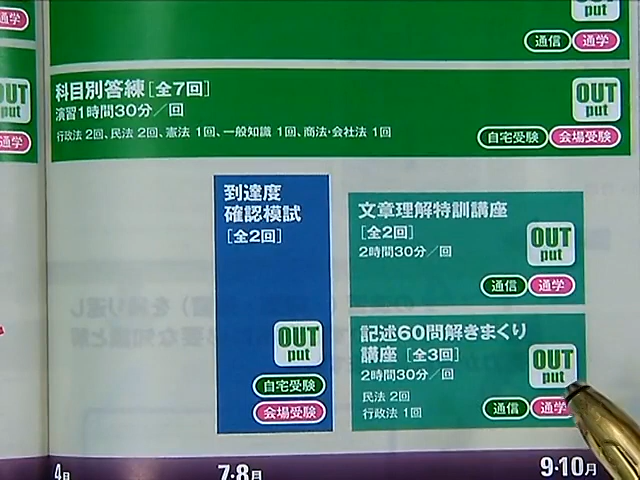 通学
OUT
put
通学
OUT
put
通信 通学
科目別答練[全7回]
演習1時間30分／回
行政法 2回、民法 2回、憲法 1回、一般知識 1回、商法・会社法 1回
OUT
put
自宅受験 会場受験
到達度
確認模試
[全2回]
OUT
put
自宅受験
会場受験
文章理解特訓講座
[全2回]
2時間30分／回
OUT
put
通信 通学
記述60問解きまくり
講座 [全3回]
2時間30分／回
民法 2回
行政法 1回
OUT
put
通信 通学
4月
7・8月
9・10月